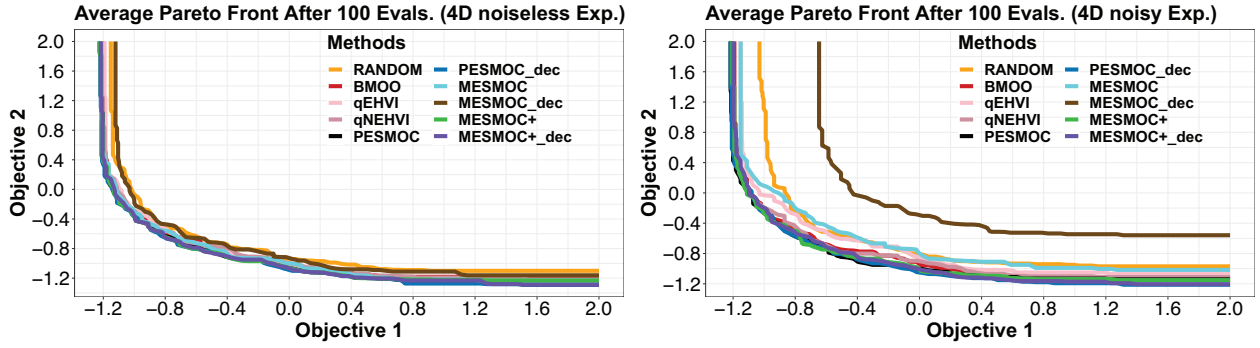 Average Pareto Front After 100 Evals. (4D noiseless Exp.)
Objective 2
2.0
1.6
1.2
0.8
0.4
0.0
−0.4
−0.8
−1.2
Methods
RANDOM
BMOO
qEHVI
qNEHVI
PESMOC
PESMOC_dec
MESMOC
MESMOC_dec
MESMOC+
MESMOC+_dec
−1.2 −0.8 −0.4 0.0 0.4 0.8 1.2 1.6 2.0
Objective 1
Average Pareto Front After 100 Evals. (4D noisy Exp.)
Objective 2
2.0
1.6
1.2
0.8
0.4
0.0
−0.4
−0.8
−1.2
Methods
RANDOM
BMOO
qEHVI
qNEHVI
PESMOC
PESMOC_dec
MESMOC
MESMOC_dec
MESMOC+
MESMOC+_dec
−1.2 −0.8 −0.4 0.0 0.4 0.8 1.2 1.6 2.0
Objective 1